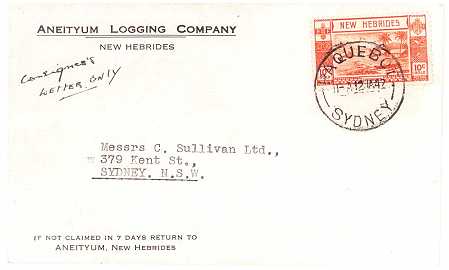 ANEITYUM LOGGING COMPANY
NEW HEBRIDES
Consignee's
LETTER ONLY
NEW HEBRIDES
10c
PAQUEBOT
SYDNEY
Messrs C. Sullivan Ltd.,
379 Kent St.,
SYDNEY. N.S.W.
IF NOT CLAIMED IN 7 DAYS RETURN TO
ANEITYUM, NEW HEBRIDES